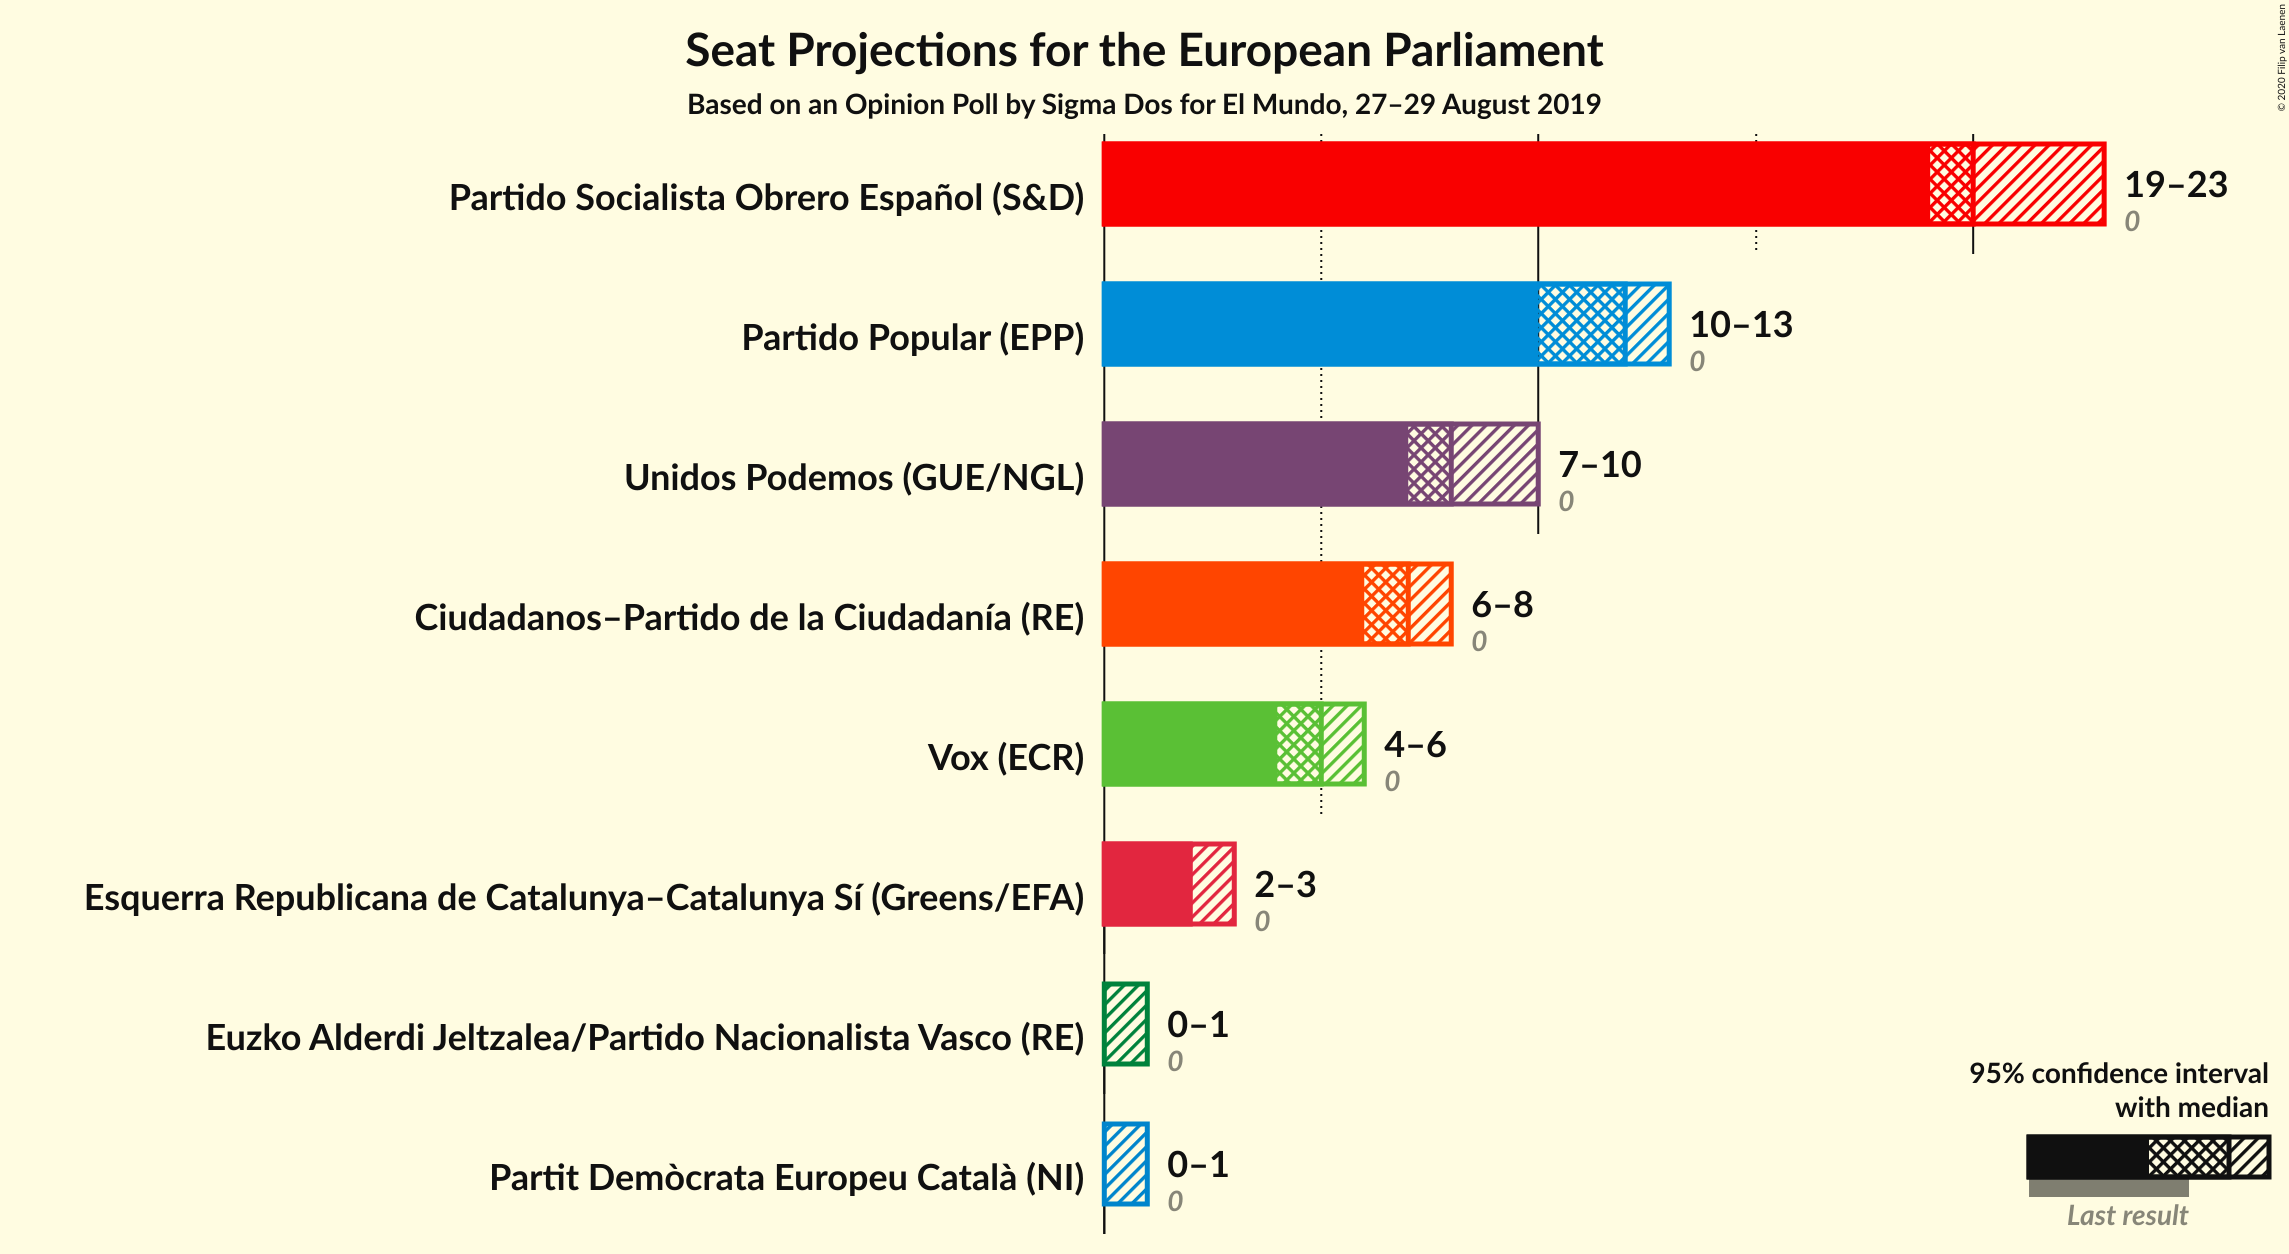 Seat Projections for the European Parliament
Based on an Opinion Poll by Sigma Dos for El Mundo, 27–29 August 2019
© 2020 Filip van Laenen
Partido Socialista Obrero Español (S&D)
19–23
0
Partido Popular (EPP)
10–13
0
Unidos Podemos (GUE/NGL)
7–10
0
Ciudadanos–Partido de la Ciudadanía (RE)
6–8
0
Vox (ECR)
4–6
0
Esquerra Republicana de Catalunya–Catalunya Sí (Greens/EFA)
2–3
0
Euzko Alderdi Jeltzalea/Partido Nacionalista Vasco (RE)
0–1
0
Partit Demòcrata Europeu Català (NI)
0–1
0
95% confidence interval
with median
Last result